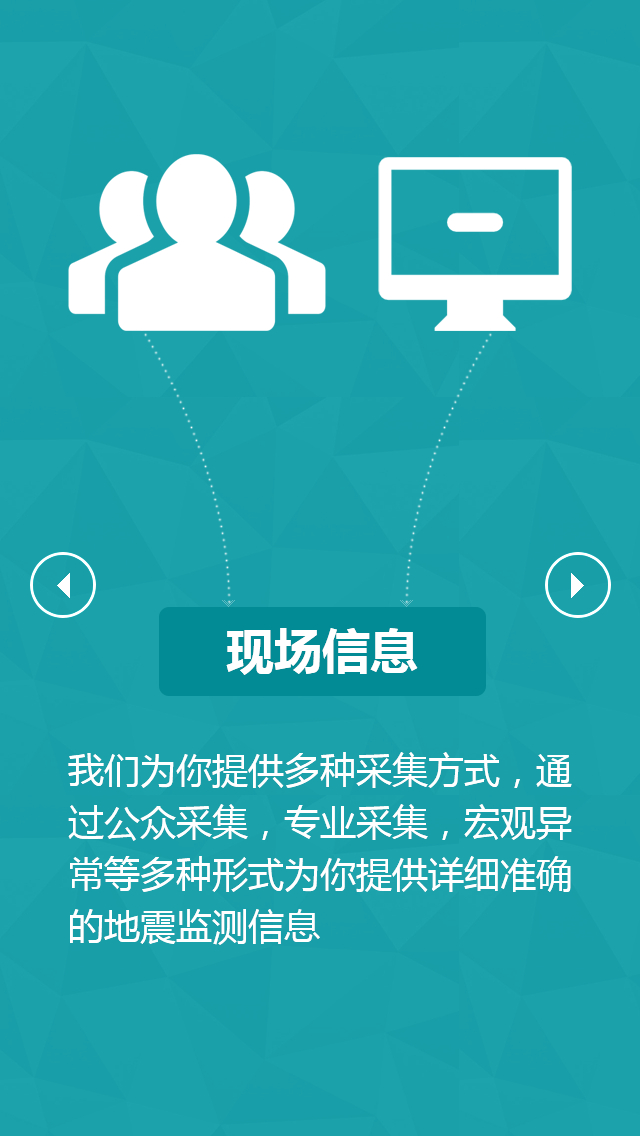 现场信息
我们为你提供多种采集方式，通
过公众采集，专业采集，宏观异
常等多种形式为你提供详细准确
的地震监测信息